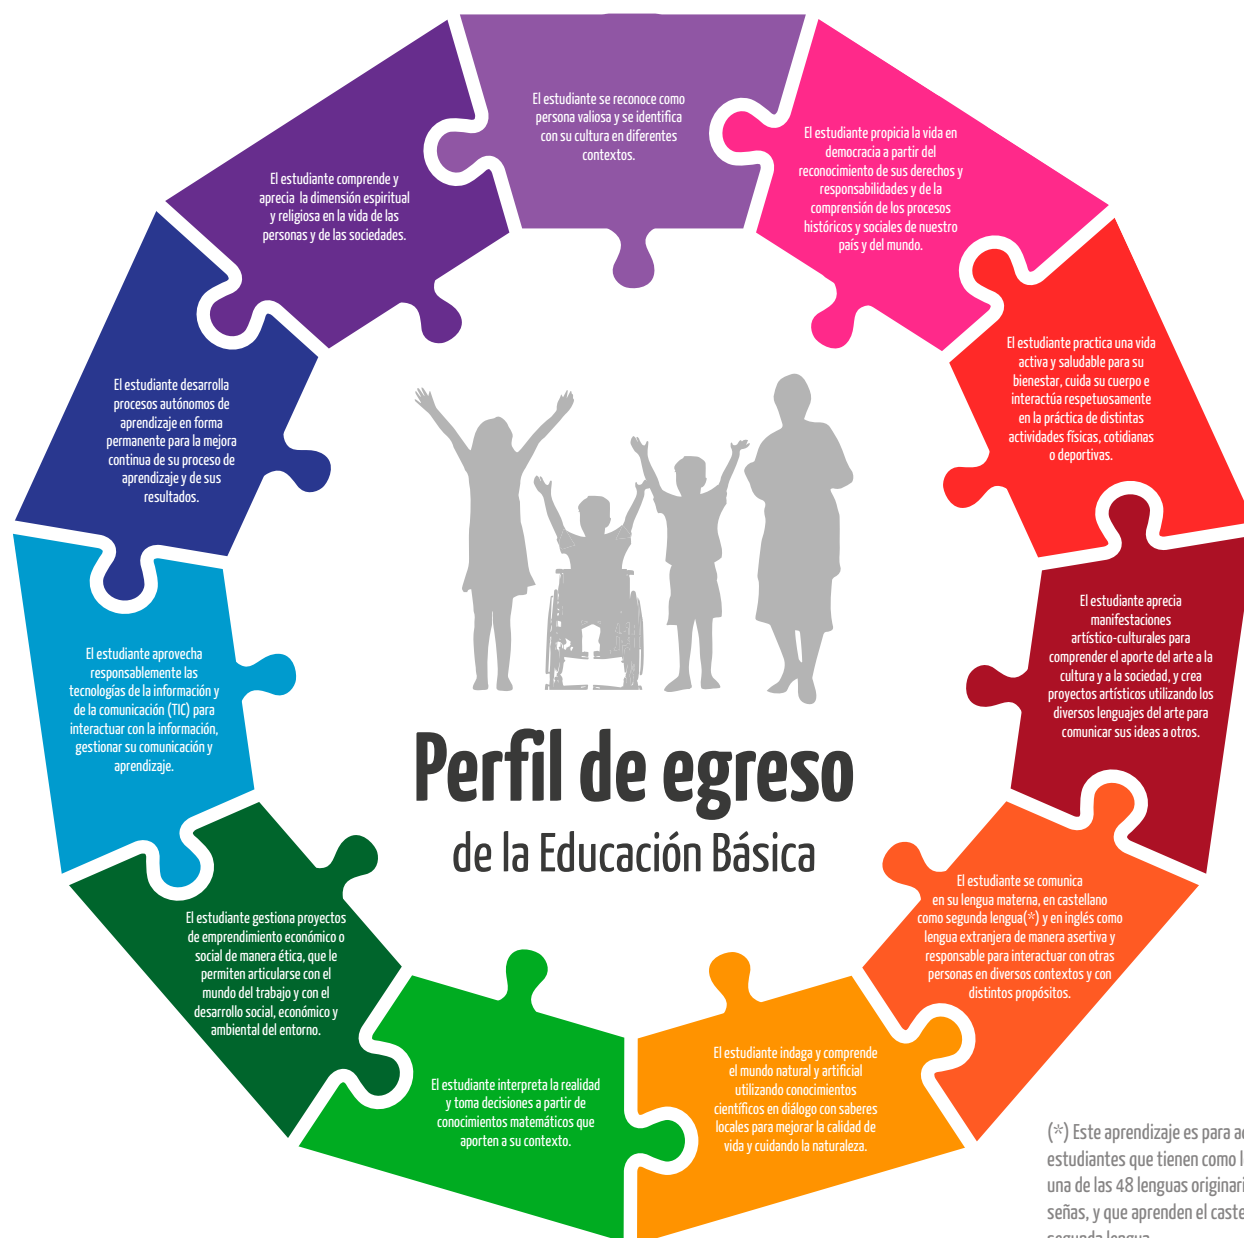 El estudiante se reconoce como
persona valiosa y se identifica
con su cultura en diferentes
contextos.
El estudiante propicia la vida en
democracia a partir del
reconocimiento de sus derechos y
responsabilidades y de la
comprensión de los procesos
históricos y sociales de nuestro
país y del mundo.
El estudiante practica una vida
activa y saludable para su
bienestar, cuida su cuerpo e
interactúa respetuosamente
en la práctica de distintas
actividades físicas, cotidianas
o deportivas.
El estudiante aprecia
manifestaciones
artístico-culturales para
comprender el aporte del arte a la
cultura y a la sociedad, y crea
proyectos artísticos utilizando los
diversos lenguajes del arte para
comunicar sus ideas a otros.
El estudiante se comunica
en su lengua materna, en castellano
como segunda lengua(*) y en inglés como
lengua extranjera de manera asertiva y
responsable para interactuar con otras
personas en diversos contextos y con
distintos propósitos.
El estudiante indaga y comprende
el mundo natural y artificial
utilizando conocimientos
científicos en diálogo con saberes
locales para mejorar la calidad de
vida y cuidando la naturaleza.
El estudiante interpreta la realidad
y toma decisiones a partir de
conocimientos matemáticos que
aporten a su contexto.
El estudiante gestiona proyectos
de emprendimiento económico o
social de manera ética, que le
permiten articularse con el
mundo del trabajo y con el
desarrollo social, económico y
ambiental del entorno.
El estudiante aprovecha
responsablemente las
tecnologías de la información y
de la comunicación (TIC) para
interactuar con la información,
gestionar su comunicación y
aprendizaje.
El estudiante desarrolla
procesos autónomos de
aprendizaje en forma
permanente para la mejora
continua de su proceso de
aprendizaje y de sus
resultados.
El estudiante comprende y
aprecia la dimensión espiritual
y religiosa en la vida de las
personas y de las sociedades.
Perfil de egreso
de la Educación Básica
(*) Este aprendizaje es para
estudiantes que tienen como
una de las 48 lenguas
señas, y que aprenden el
segunda lengua